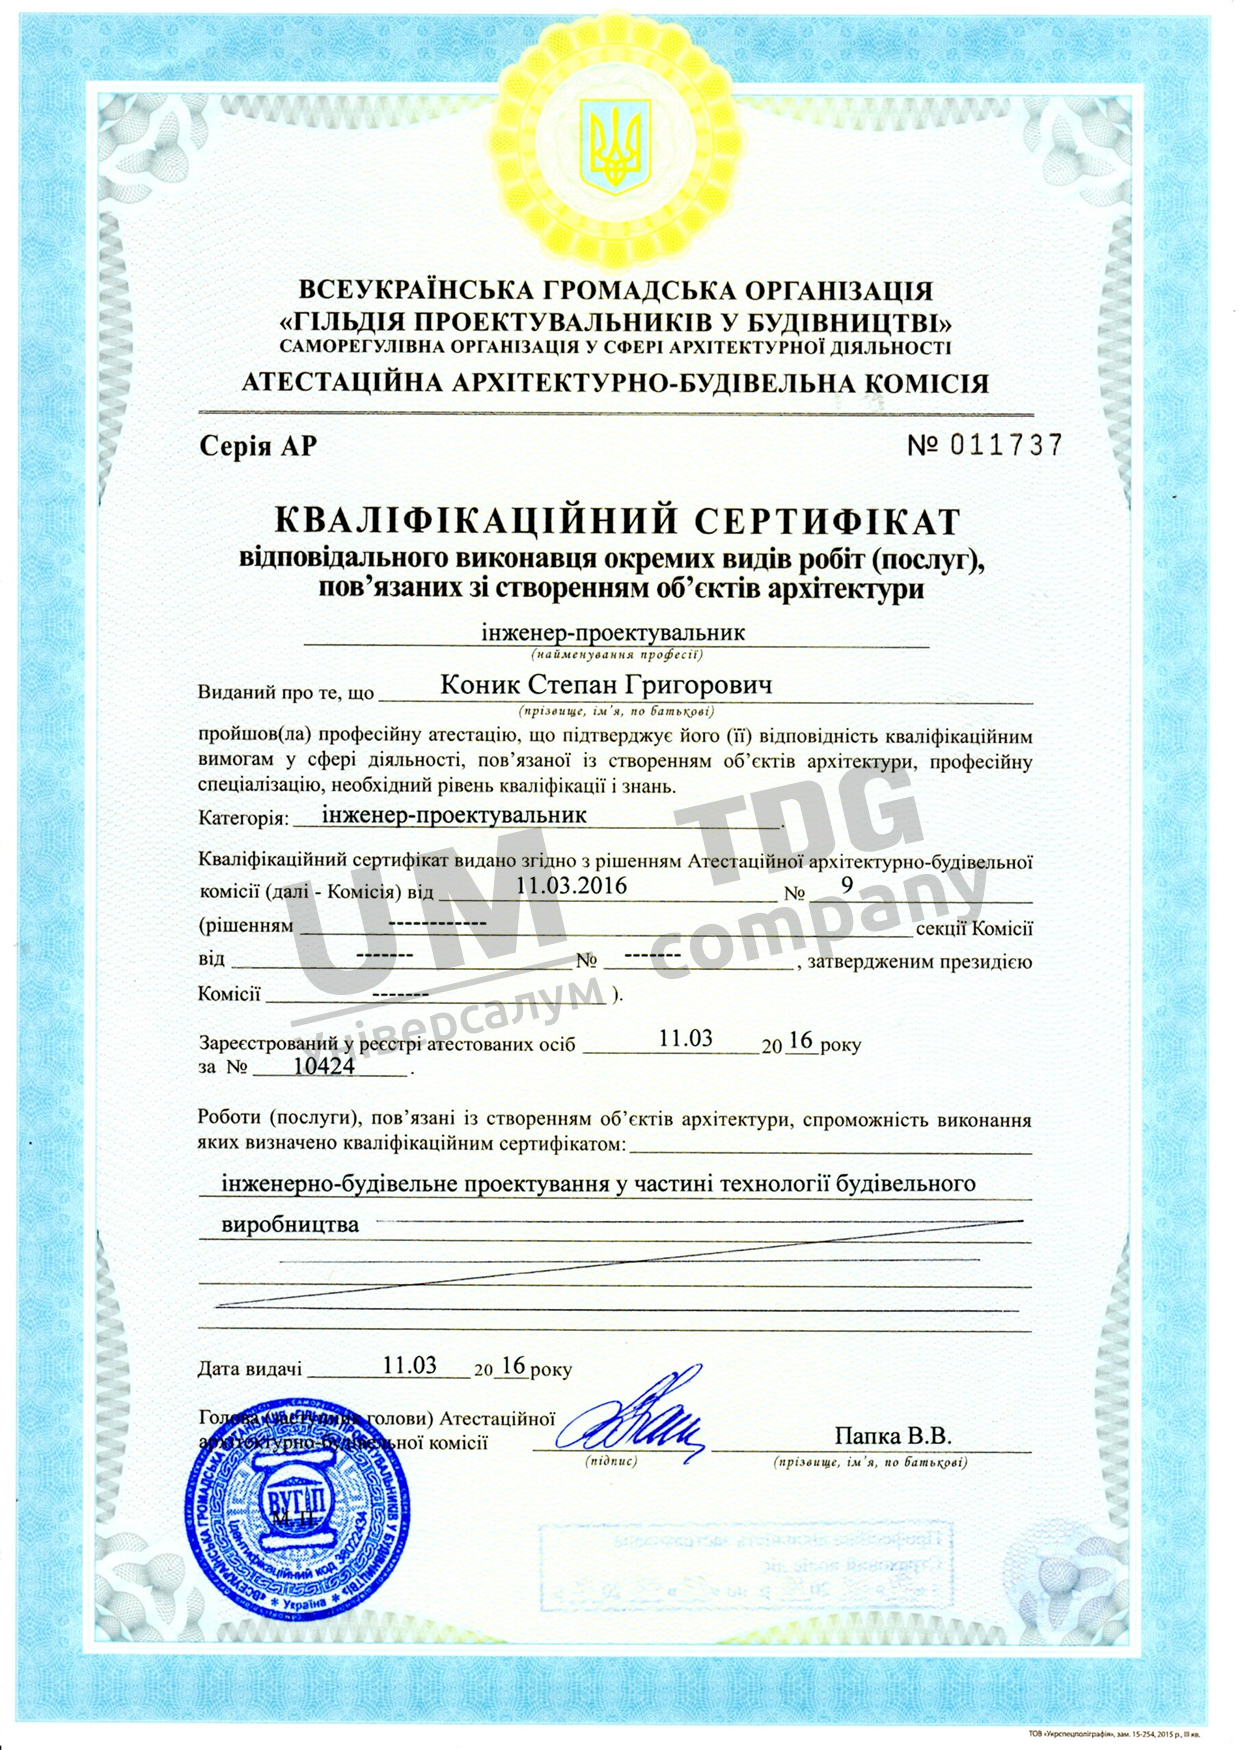 ВСЕУКРАЇНСЬКА ГРОМАДСЬКА ОРГАНІЗАЦІЯ
«ГІЛЬДІЯ ПРОЕКТУВАЛЬНИКІВ У БУДІВНИЦТВІ»
САМОРЕГУЛІВНА ОРГАНІЗАЦІЯ У СФЕРІ АРХІТЕКТУРНОЇ ДІЯЛЬНОСТІ
АТЕСТАЦІЙНА АРХІТЕКТУРНО-БУДІВЕЛЬНА КОМІСІЯ
Серія АР № 011737
КВАЛІФІКАЦІЙНИЙ СЕРТИФІКАТ
відповідального виконавця окремих видів робіт (послуг),
пов’язаних зі створенням об’єктів архітектури
інженер-проектувальник
(найменування професії)
Виданий про те, що Коник Степан Григорович
(прізвище, ім’я, по батькові)
пройшов(ла) професійну атестацію, що підтверджує його (її) відповідність кваліфікаційним
вимогам у сфері діяльності, пов’язаної із створенням об’єктів архітектури, професійну
спеціалізацію, необхідний рівень кваліфікації і знань.
Категорія: інженер-проектувальник.
Кваліфікаційний сертифікат видано згідно з рішенням Атестаційної архітектурно-будівельної
комісії (далі - Комісія) від 11.03.2016 № 9
(рішенням ------------- секції Комісії
від ------- № -------, затвердженим президією
Комісії ------- ).
UM TDG company
Універсалум
Зареєстрований у реєстрі атестованих осіб 11.03 2016 року
за № 10424.
Роботи (послуги), пов’язані із створенням об’єктів архітектури, спроможність виконання
яких визначено кваліфікаційним сертифікатом:
інженерно-будівельне проектування у частині технології будівельного
виробництва
Дата видачі 11.03 2016 року
Голова (заступник голови) Атестаційної
архітектурно-будівельної комісії
Папка В.В.
(підпис) (прізвище, ім’я, по батькові)
М. П.
«ВСЕУКРАЇНСЬКА ГРОМАДСЬКА ОРГАНІЗАЦІЯ «ГІЛЬДІЯ ПРОЕКТУВАЛЬНИКІВ У БУДІВНИЦТВІ»
ВУГІП
Ідентифікаційний код 38022434
* Україна *
ТОВ «Укрспецполіграфія», зам. 15-254, 2015 р., III кв.